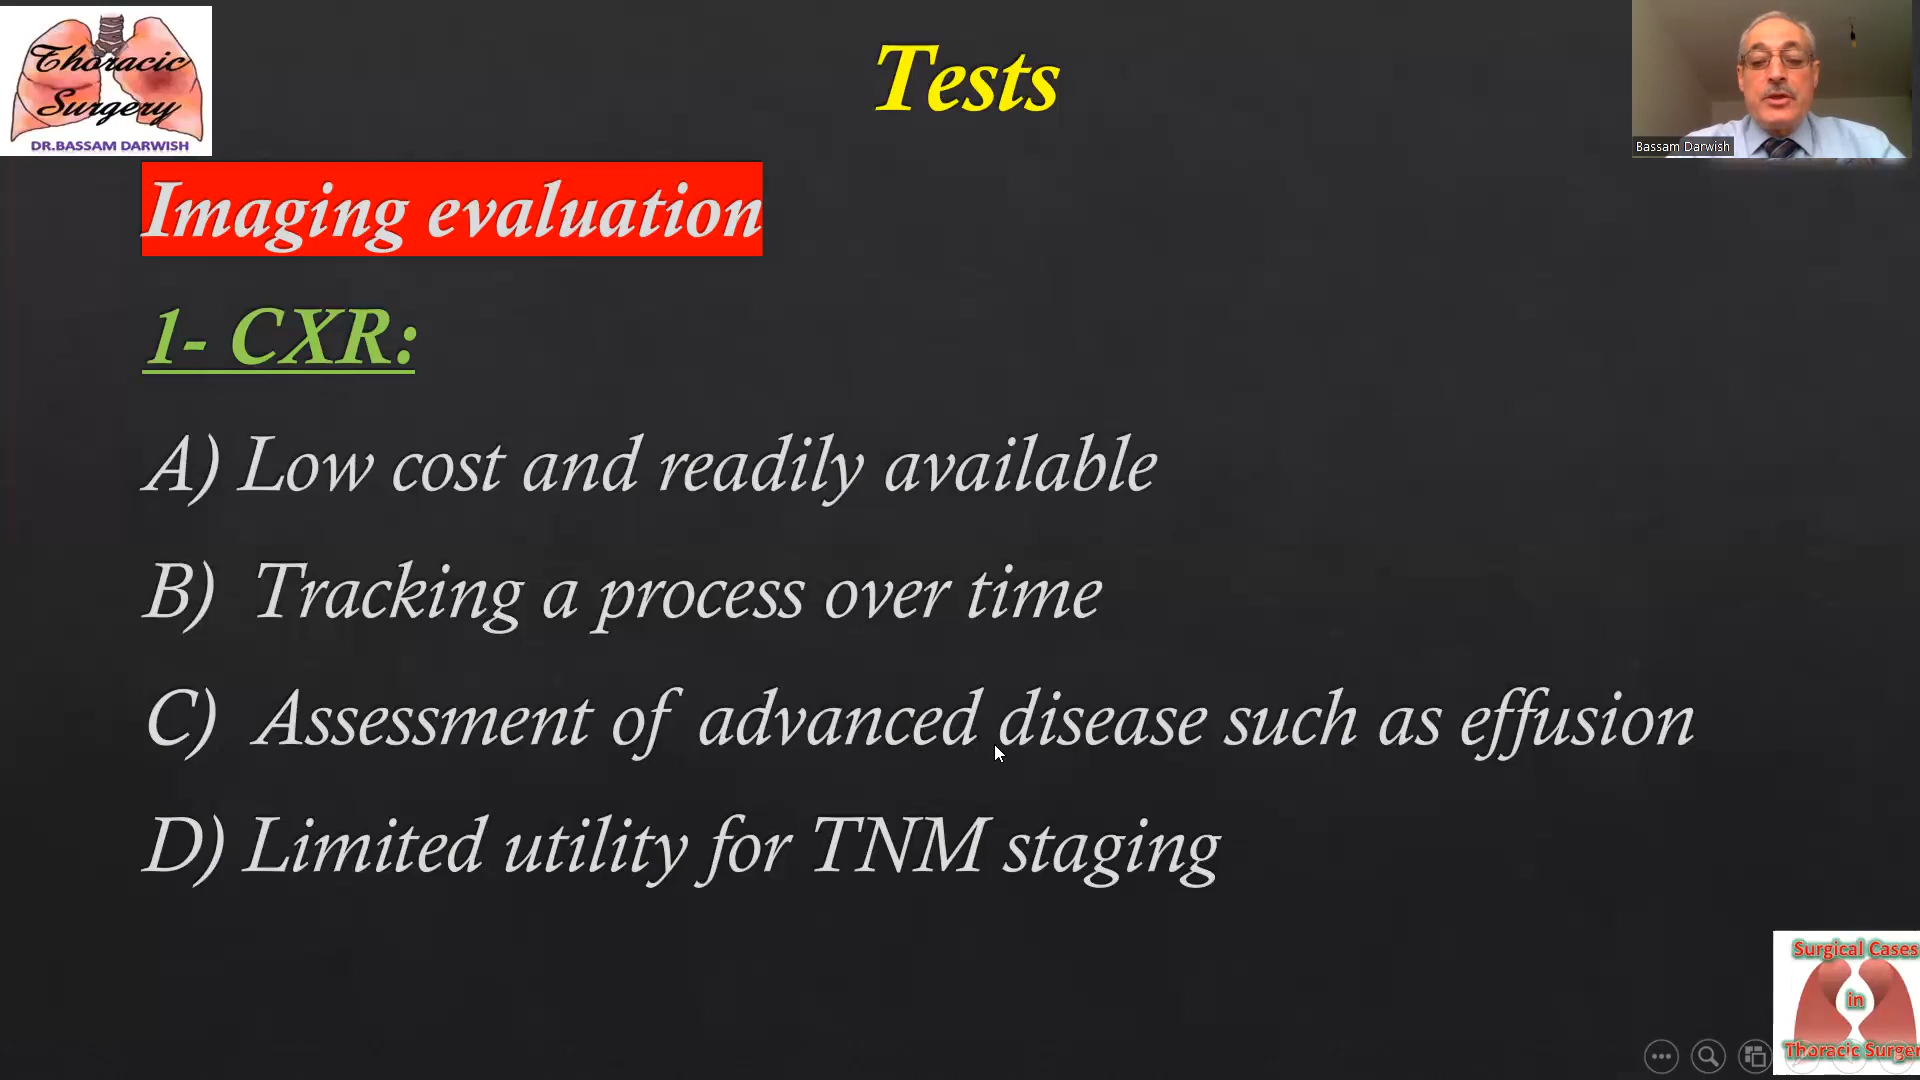 Thoracic
Surgery
DR.BASSAM DARWISH
Tests
Bassam Darwish
Imaging evaluation
1- CXR:
A) Low cost and readily available
B) Tracking a process over time
C) Assessment of advanced disease such as effusion
D) Limited utility for TNM staging
Surgical Cases
in
Thoracic Surger